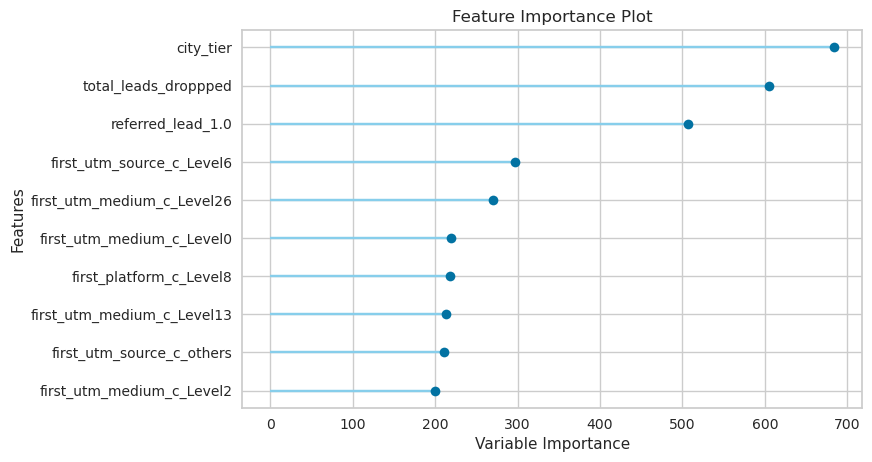 Feature Importance Plot
Features
city_tier
total_leads_droppped
referred_lead_1.0
first_utm_source_c_Level6
first_utm_medium_c_Level26
first_utm_medium_c_Level0
first_platform_c_Level8
first_utm_medium_c_Level13
first_utm_source_c_others
first_utm_medium_c_Level2
0 100 200 300 400 500 600 700
Variable Importance